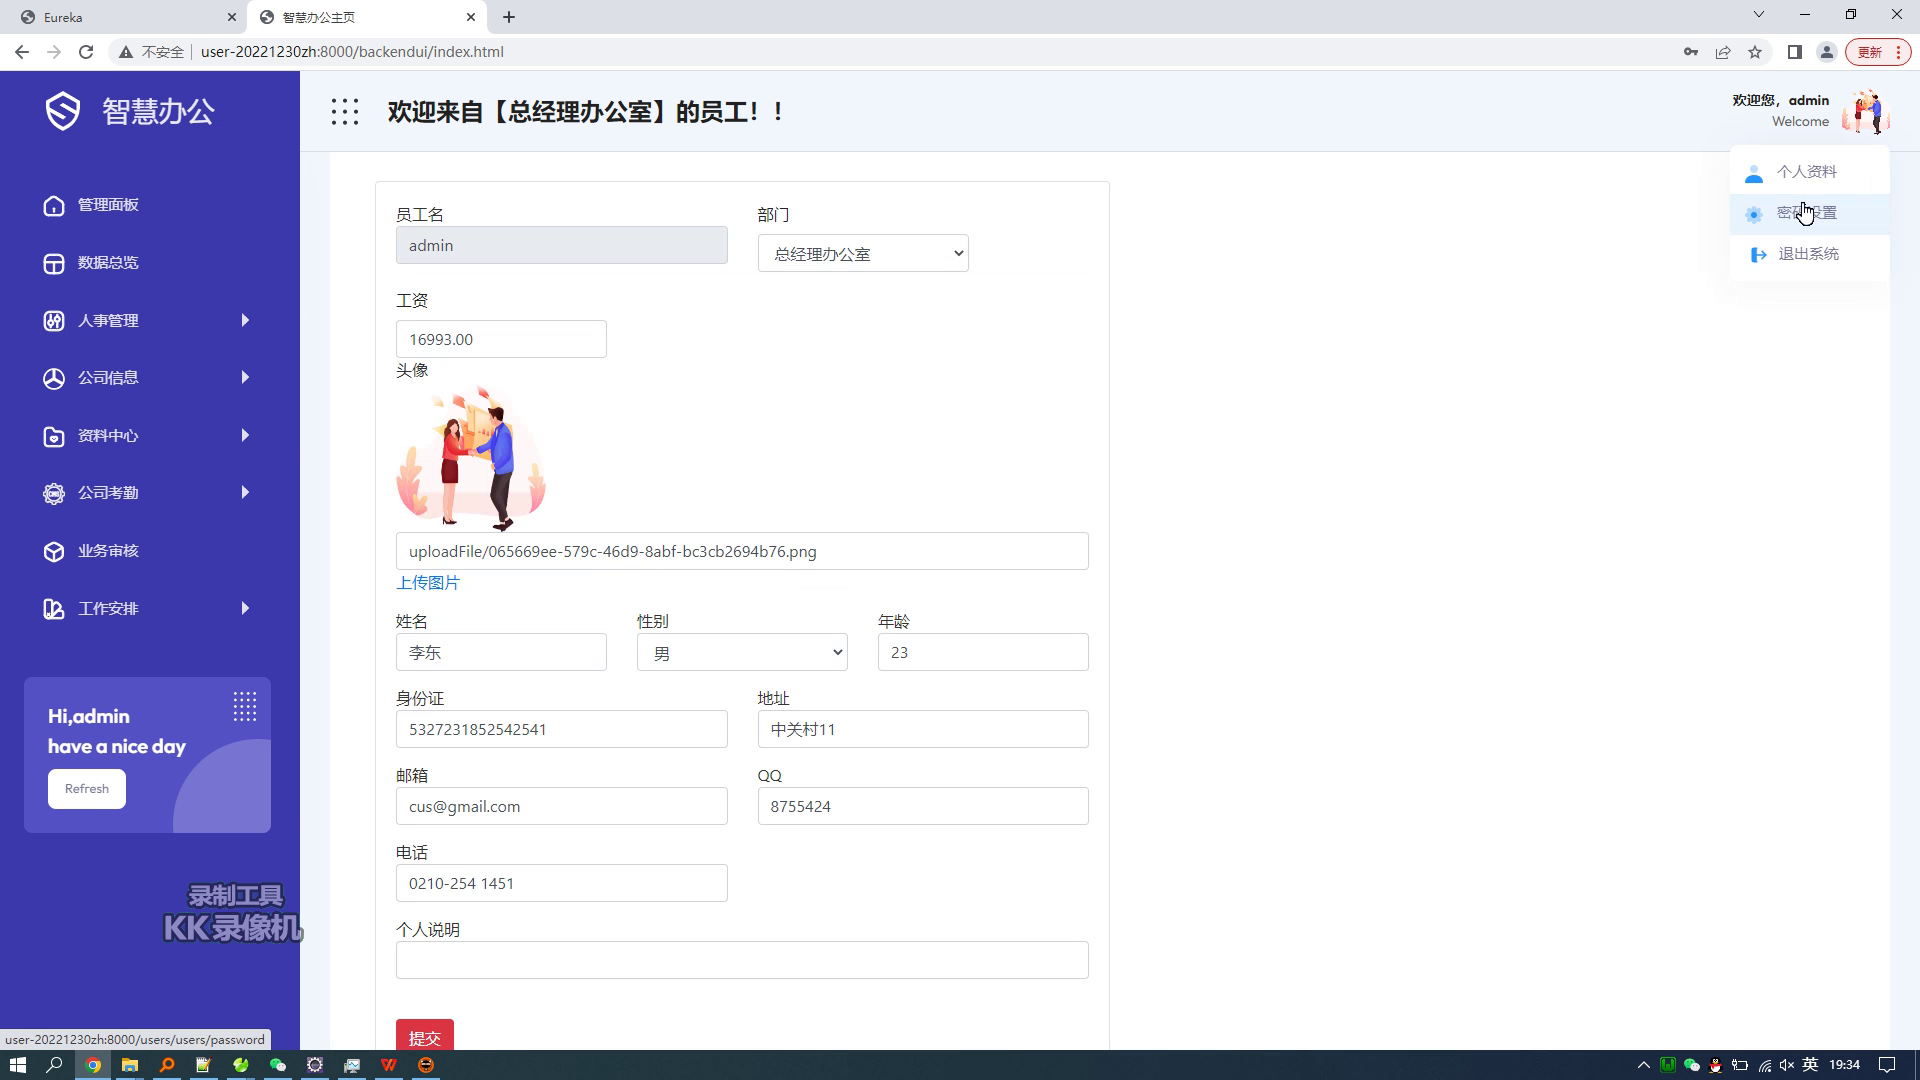 Eureka
智慧办公主页
不安全
user-20221230zh:8000/backendui/index.html
更新
智慧办公
欢迎来自【总经理办公室】的员工！！
欢迎您，admin
Welcome
个人资料
密码设置
退出系统
管理面板
数据总览
人事管理
公司信息
资料中心
公司考勤
业务审核
工作安排
Hi,admin
have a nice day
Refresh
录制工具
KK录像机
员工名
部门
admin
总经理办公室
工资
16993.00
头像
uploadFile/065669ee-579c-46d9-8abf-bc3cb2694b76.png
上传图片
姓名
性别
年龄
李东
男
23
身份证
地址
5327231852542541
中关村11
邮箱
QQ
cus@gmail.com
8755424
电话
0210-254 1451
个人说明
提交
user-20221230zh:8000/users/users/password
英
19:34